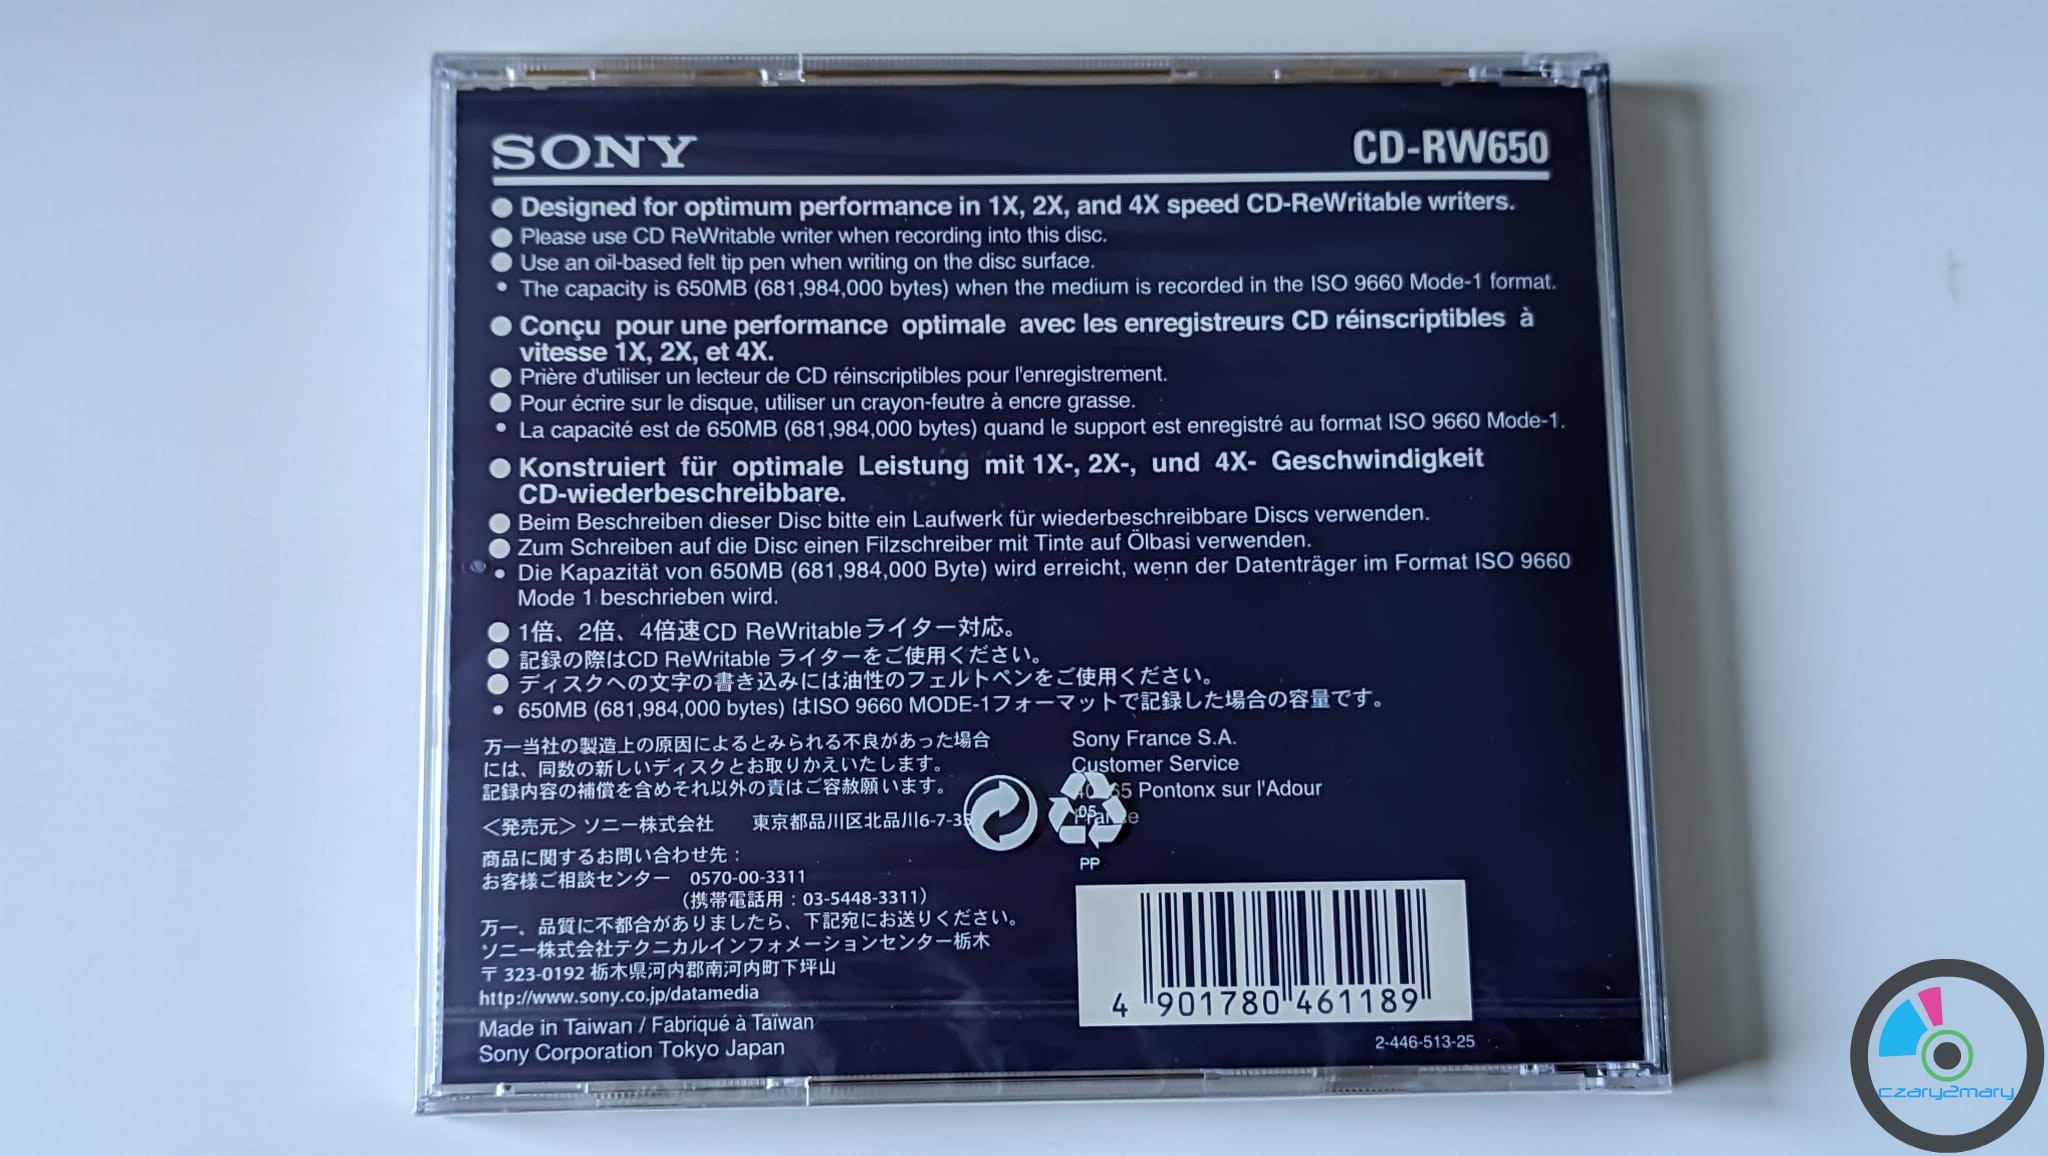 SONY
CD-RW650
Designed for optimum performance in 1X, 2X, and 4X speed CD-ReWritable writers.
Please use CD ReWritable writer when recording into this disc.
Use an oil-based felt tip pen when writing on the disc surface.
The capacity is 650MB (681,984,000 bytes) when the medium is recorded in the ISO 9660 Mode-1 format.
Conçu pour une performance optimale avec les enregistreurs CD réinscriptibles à
vitesse 1X, 2X, et 4X.
Prière d'utiliser un lecteur de CD réinscriptibles pour l'enregistrement.
Pour écrire sur le disque, utiliser un crayon-feutre à encre grasse.
La capacité est de 650MB (681,984,000 bytes) quand le support est enregistré au format ISO 9660 Mode-1.
Konstruiert für optimale Leistung mit 1X-, 2X-, und 4X- Geschwindigkeit
CD-wiederbeschreibbare.
Beim Beschreiben dieser Disc bitte ein Laufwerk für wiederbeschreibbare Discs verwenden.
Zum Schreiben auf die Disc einen Filzschreiber mit Tinte auf Ölbasi verwenden.
Die Kapazität von 650MB (681,984,000 Byte) wird erreicht, wenn der Datenträger im Format ISO 9660
Mode 1 beschrieben wird.
1倍、2倍、4倍速CD ReWritableライター対応。
記録の際はCD ReWritable ライターをご使用ください。
ディスクへの文字の書き込みには油性のフェルトペンをご使用ください。
650MB (681,984,000 bytes) はISO 9660 MODE-1フォーマットで記録した場合の容量です。
万一当社の製造上の原因によるとみられる不良があった場合
には、同数の新しいディスクとお取りかえいたします。
記録内容の補償を含めそれ以外の責はご容赦願います。
＜発売元＞ ソニー株式会社 東京都品川区北品川6-7-35
商品に関するお問い合わせ先：
お客様ご相談センター 0570-00-3311
（携帯電話用：03-5448-3311）
万一、品質に不都合がありましたら、下記宛にお送りください。
ソニー株式会社テクニカルインフォメーションセンター栃木
〒323-0192 栃木県河内郡南河内町下坪山
http://www.sony.co.jp/datamedia
Made in Taiwan / Fabriqué à Taïwan
Sony Corporation Tokyo Japan
Sony France S.A.
Customer Service
Pontonx sur l'Adour
France
05
PP
4 901780 461189
2-446-513-25
czary2mary